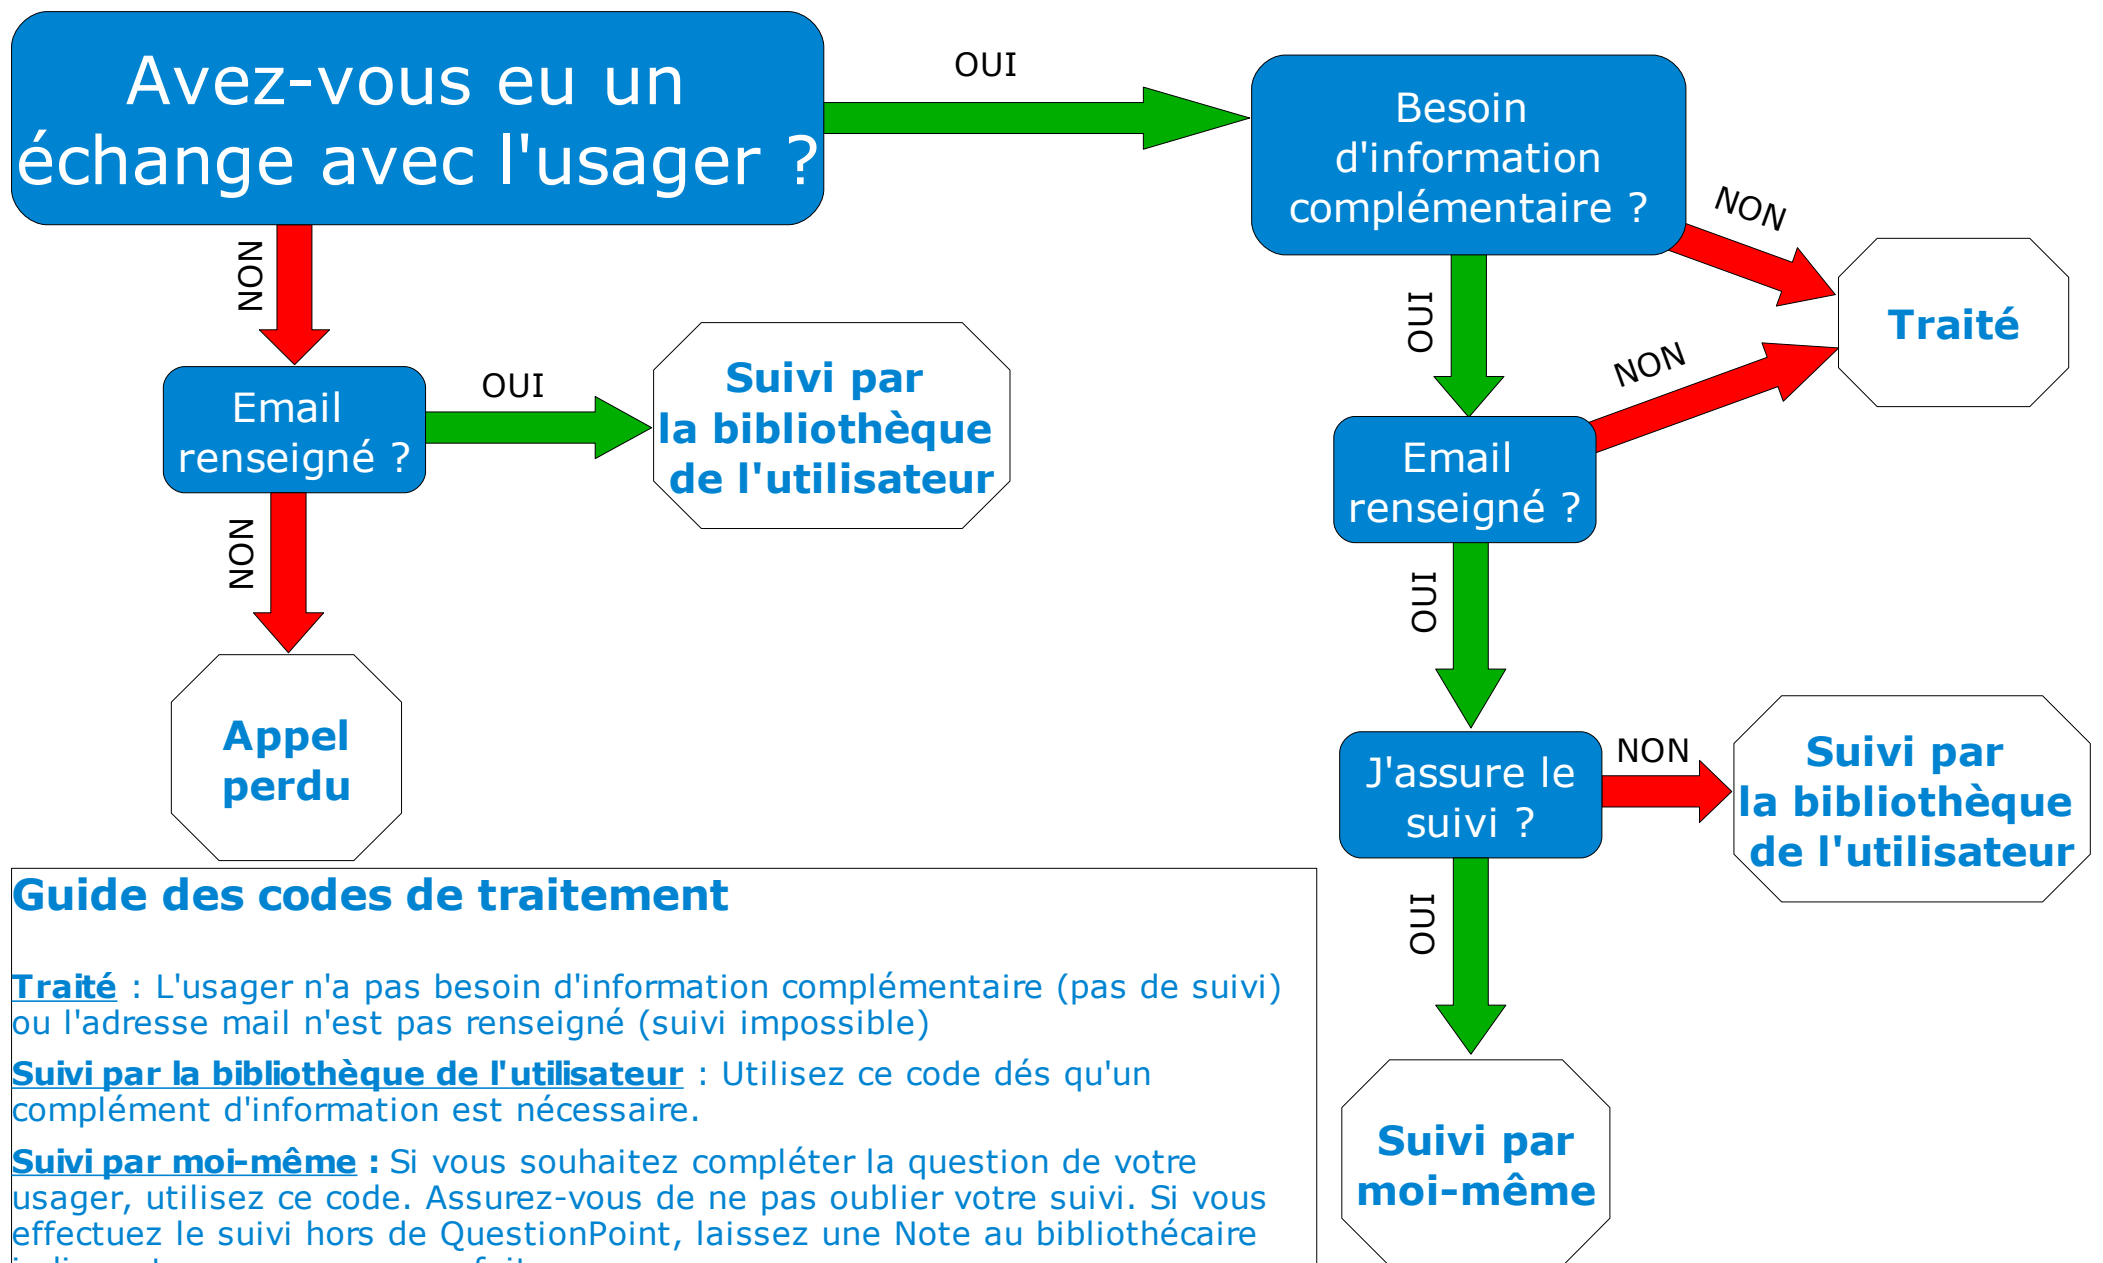 Avez-vous eu un
échange avec l'usager ?
OUI
Besoin
d'information
complémentaire ?
NON
NON
OUI
Traité
NON
Email
renseigné ?
OUI
Suivi par
la bibliothèque
de l'utilisateur
Email
renseigné ?
NON
OUI
Appel
perdu
J'assure le
suivi ?
NON
Suivi par
la bibliothèque
de l'utilisateur
OUI
Suivi par
moi-même
Guide des codes de traitement
Traité : L'usager n'a pas besoin d'information complémentaire (pas de suivi)
ou l'adresse mail n'est pas renseigné (suivi impossible)
Suivi par la bibliothèque de l'utilisateur : Utilisez ce code dés qu'un
complément d'information est nécessaire.
Suivi par moi-même : Si vous souhaitez compléter la question de votre
usager, utilisez ce code. Assurez-vous de ne pas oublier votre suivi. Si vous
effectuez le suivi hors de QuestionPoint, laissez une Note au bibliothécaire